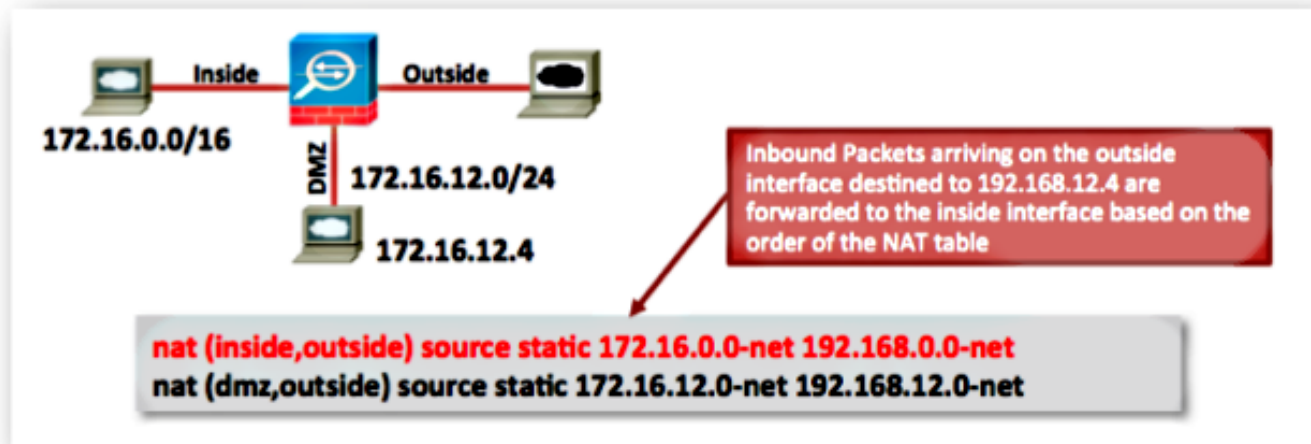 Inside
Outside
172.16.0.0/16
DMZ
172.16.12.0/24
172.16.12.4
Inbound Packets arriving on the outside
interface destined to 192.168.12.4 are
forwarded to the inside interface based on the
order of the NAT table
nat (inside,outside) source static 172.16.0.0-net 192.168.0.0-net
nat (dmz,outside) source static 172.16.12.0-net 192.168.12.0-net